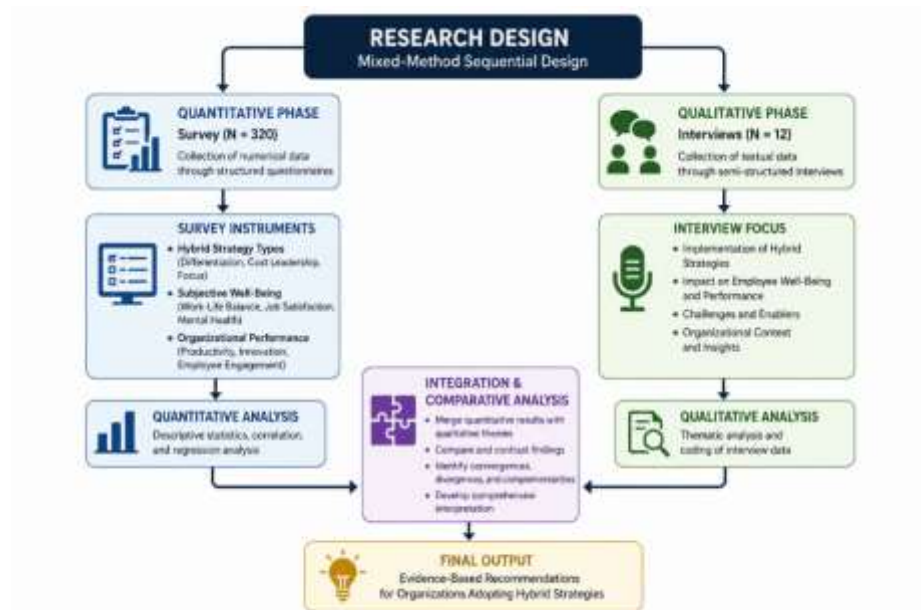 RESEARCH DESIGN
Mixed-Method Sequential Design
QUANTITATIVE PHASE
Survey (N = 320)
Collection of numerical data
through structured questionnaires
QUALITATIVE PHASE
Interviews (N = 12)
Collection of textual data
through semi-structured interviews
SURVEY INSTRUMENTS
• Hybrid Strategy Types
(Differentiation, Cost Leadership,
Focus)
• Subjective Well-Being
(Work-Life Balance, Job Satisfaction,
Mental Health)
• Organizational Performance
(Productivity, Innovation,
Employee Engagement)
INTERVIEW FOCUS
• Implementation of Hybrid
Strategies
• Impact on Employee Well-Being
and Performance
• Challenges and Enablers
• Organizational Context
and Insights
QUANTITATIVE ANALYSIS
Descriptive statistics, correlation,
and regression analysis
INTEGRATION &
COMPARATIVE ANALYSIS
• Merge quantitative results with
qualitative themes
• Compare and contrast findings
• Identify convergences,
divergences, and complementarities
• Develop comprehensive
interpretation
QUALITATIVE ANALYSIS
Thematic analysis and
coding of interview data
FINAL OUTPUT
Evidence-Based Recommendations
for Organizations Adopting Hybrid Strategies